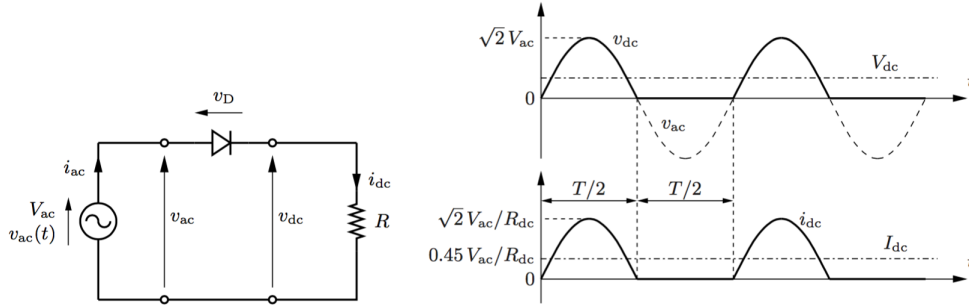 v_D
i_ac
V_ac
v_ac(t)
v_ac
v_dc
i_dc
R
√2 V_ac
v_dc
V_dc
t
0
v_ac
T/2
T/2
√2 V_ac/R_dc
i_dc
0.45 V_ac/R_dc
I_dc
t
0